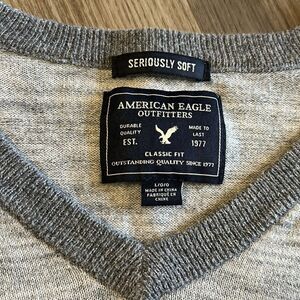 SERIOUSLY SOFT
AMERICAN EAGLE
OUTFITTERS
DURABLE QUALITY
MADE TO LAST
EST.
1977
CLASSIC FIT
OUTSTANDING QUALITY SINCE 1977
L/G/G
MADE IN CHINA
FABRIQUÉ EN
CHINE